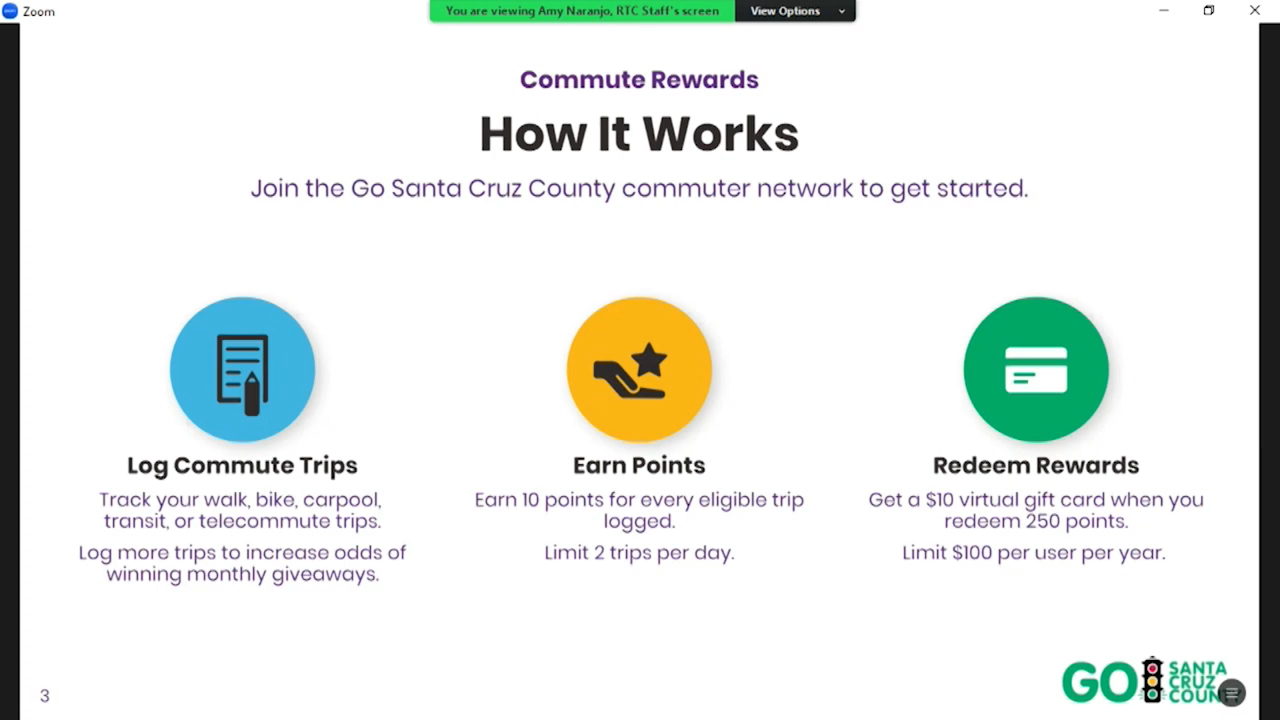 Zoom
You are viewing Amy Naranjo, RTC Staff's screen
View Options
Commute Rewards
How It Works
Join the Go Santa Cruz County commuter network to get started.
Log Commute Trips
Track your walk, bike, carpool,
transit, or telecommute trips.
Log more trips to increase odds of
winning monthly giveaways.
Earn Points
Earn 10 points for every eligible trip
logged.
Limit 2 trips per day.
Redeem Rewards
Get a $10 virtual gift card when you
redeem 250 points.
Limit $100 per user per year.
3
GO
SANTA
CRUZ
COUNTY